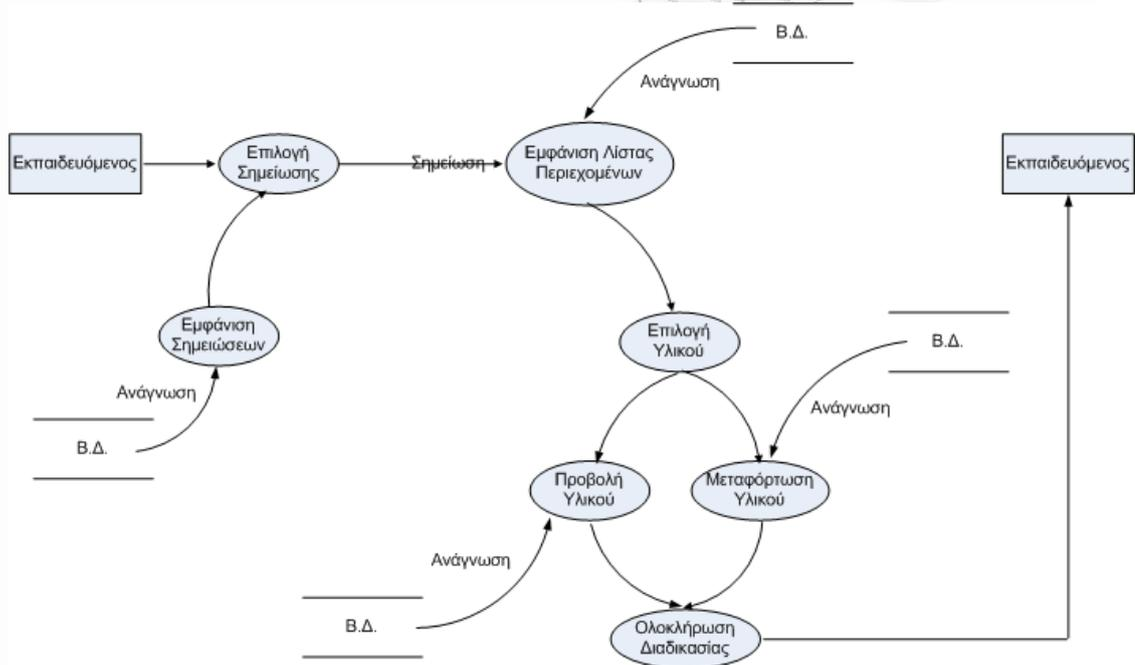 Β.Δ.
Ανάγνωση
Εκπαιδευόμενος
Επιλογή
Σημείωσης
Σημείωση
Εμφάνιση Λίστας
Περιεχομένων
Εκπαιδευόμενος
Εμφάνιση
Σημειώσεων
Ανάγνωση
Β.Δ.
Επιλογή
Υλικού
Β.Δ.
Ανάγνωση
Προβολή
Υλικού
Μεταφόρτωση
Υλικού
Ανάγνωση
Β.Δ.
Ολοκλήρωση
Διαδικασίας